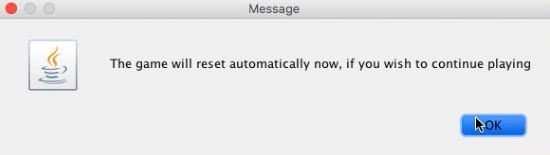 Message
The game will reset automatically now, if you wish to continue playing
OK